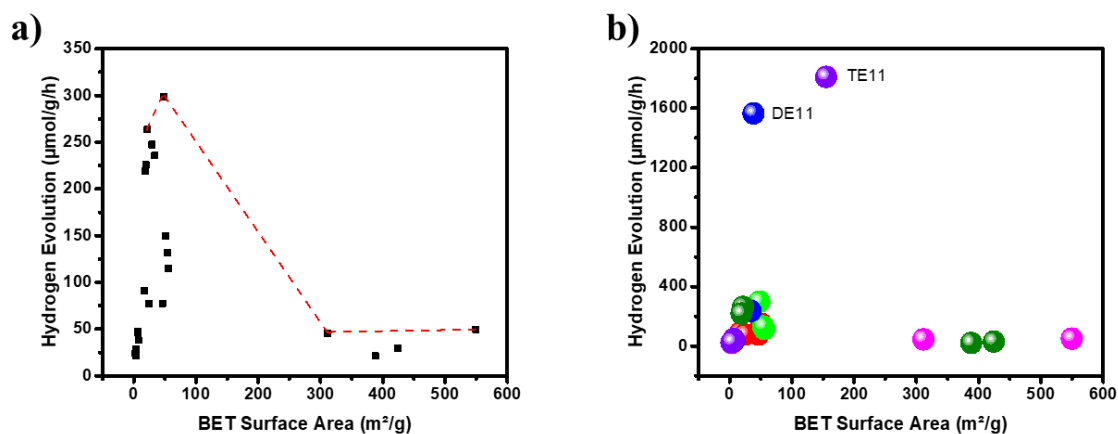 a)
350
300
250
200
150
100
50
0
Hydrogen Evolution (µmol/g/h)
0 100 200 300 400 500 600
BET Surface Area (m²/g)
b)
2000
1600
1200
800
400
0
Hydrogen Evolution (µmol/g/h)
TE11
DE11
0 100 200 300 400 500 600
BET Surface Area (m²/g)